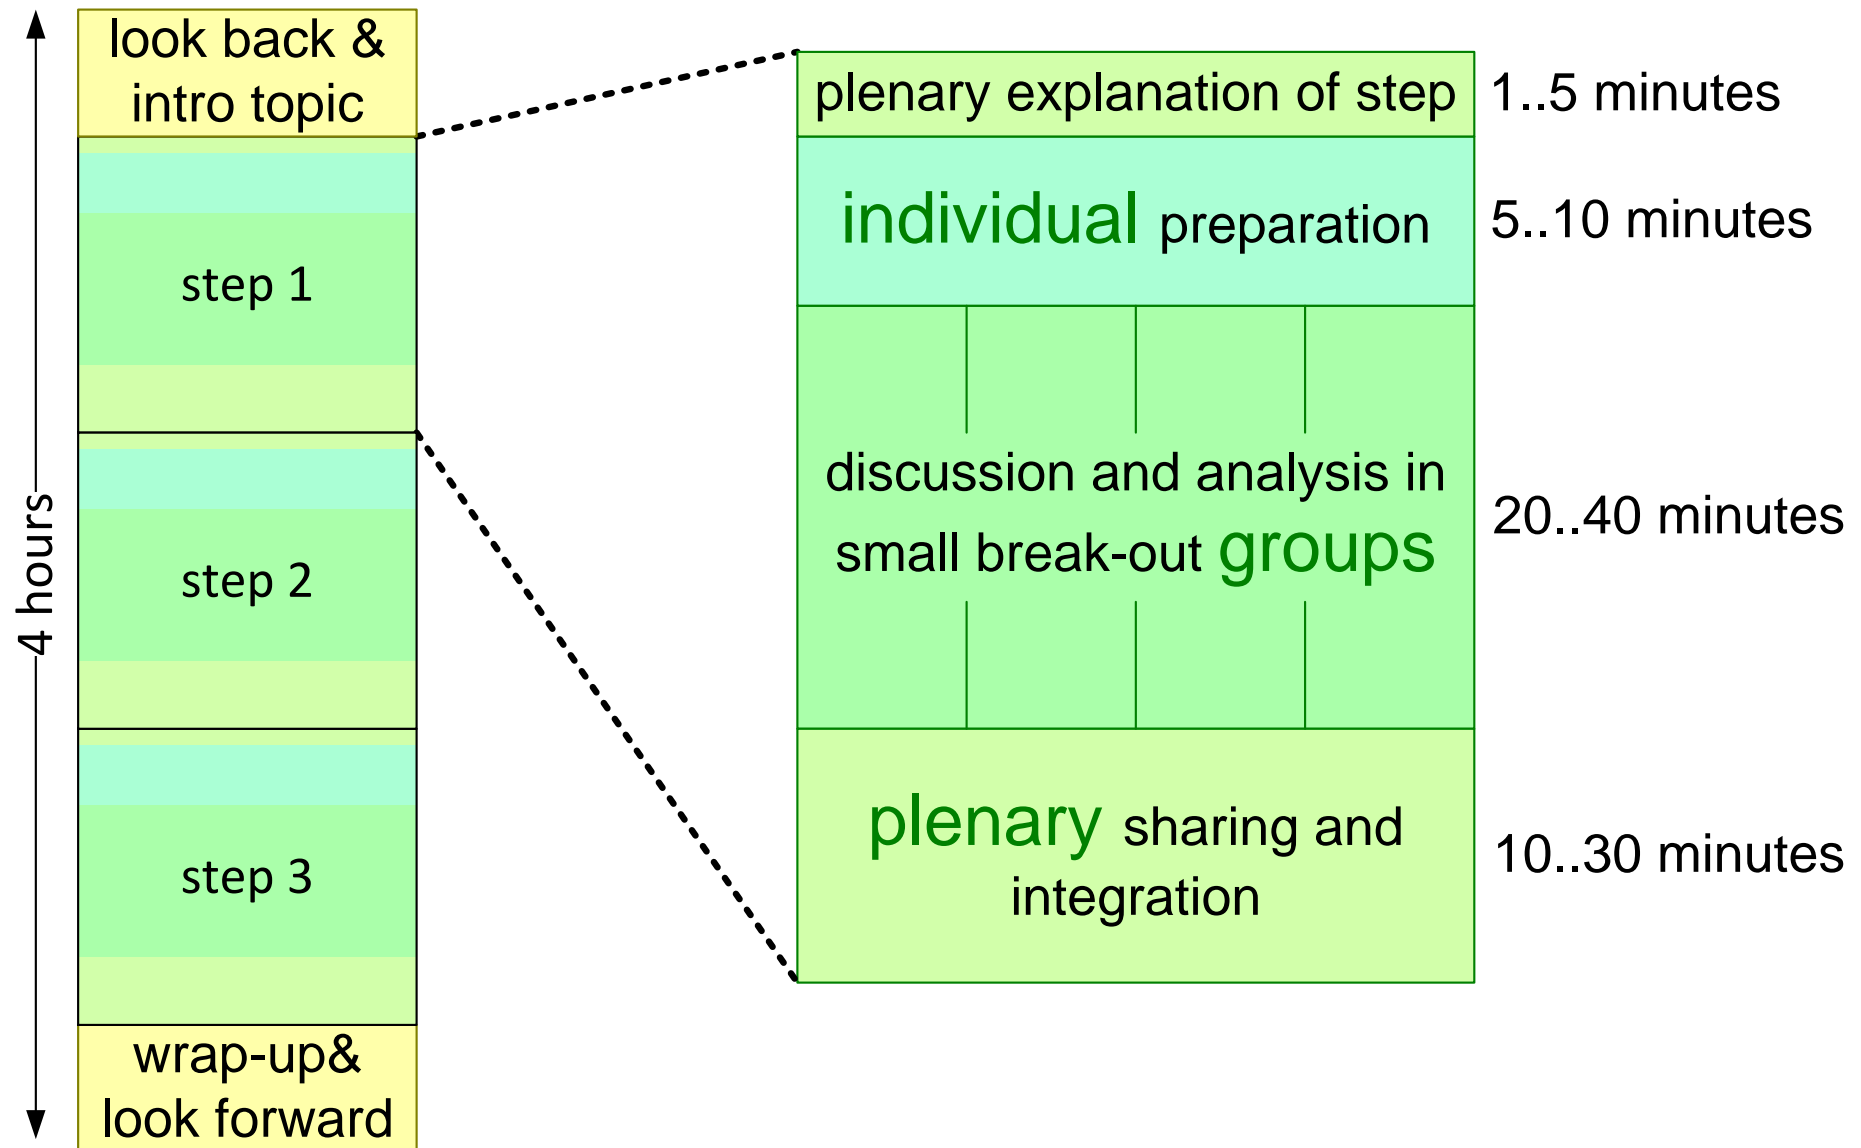 4 hours
look back &
intro topic
step 1
step 2
step 3
wrap-up&
look forward
plenary explanation of step
1..5 minutes
individual preparation
5..10 minutes
discussion and analysis in
small break-out groups
20..40 minutes
plenary sharing and
integration
10..30 minutes